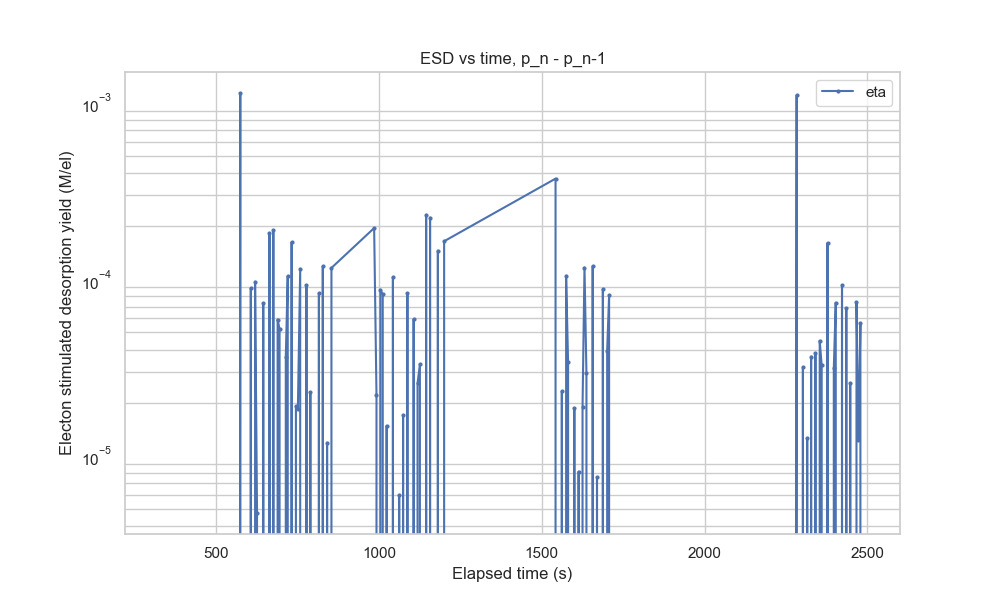 ESD vs time, p_n - p_n-1
eta
Electon stimulated desorption yield (M/el)
10⁻³
10⁻⁴
10⁻⁵
500 1000 1500 2000 2500
Elapsed time (s)